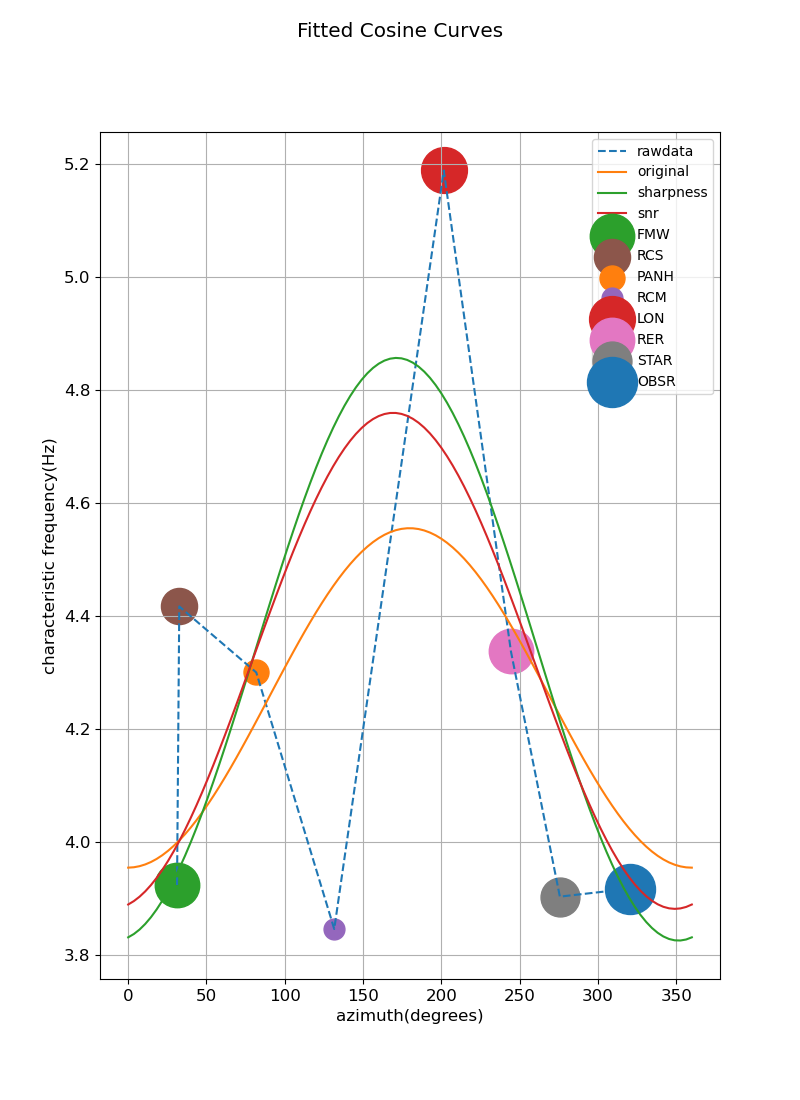 Fitted Cosine Curves
rawdata
original
sharpness
snr
FMW
RCS
PANH
RCM
LON
RER
STAR
OBSR
characteristic frequency(Hz)
5.2
5.0
4.8
4.6
4.4
4.2
4.0
3.8
0 50 100 150 200 250 300 350
azimuth(degrees)